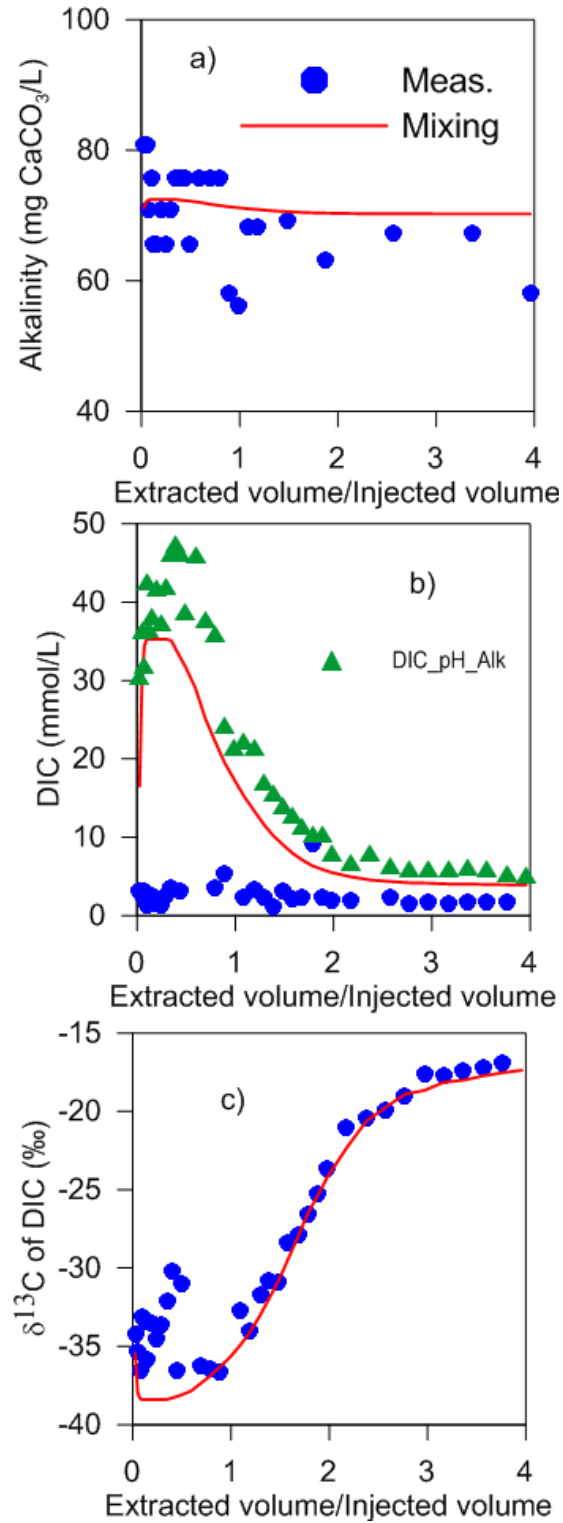 100
a)
Meas.
Mixing
80
60
40
Alkalinity (mg CaCO₃/L)
0 1 2 3 4
Extracted volume/Injected volume
50
b)
40
DIC_pH_Alk
30
20
10
0
DIC (mmol/L)
0 1 2 3 4
Extracted volume/Injected volume
-15
c)
-20
-25
-30
-35
-40
δ¹³C of DIC (‰)
0 1 2 3 4
Extracted volume/Injected volume